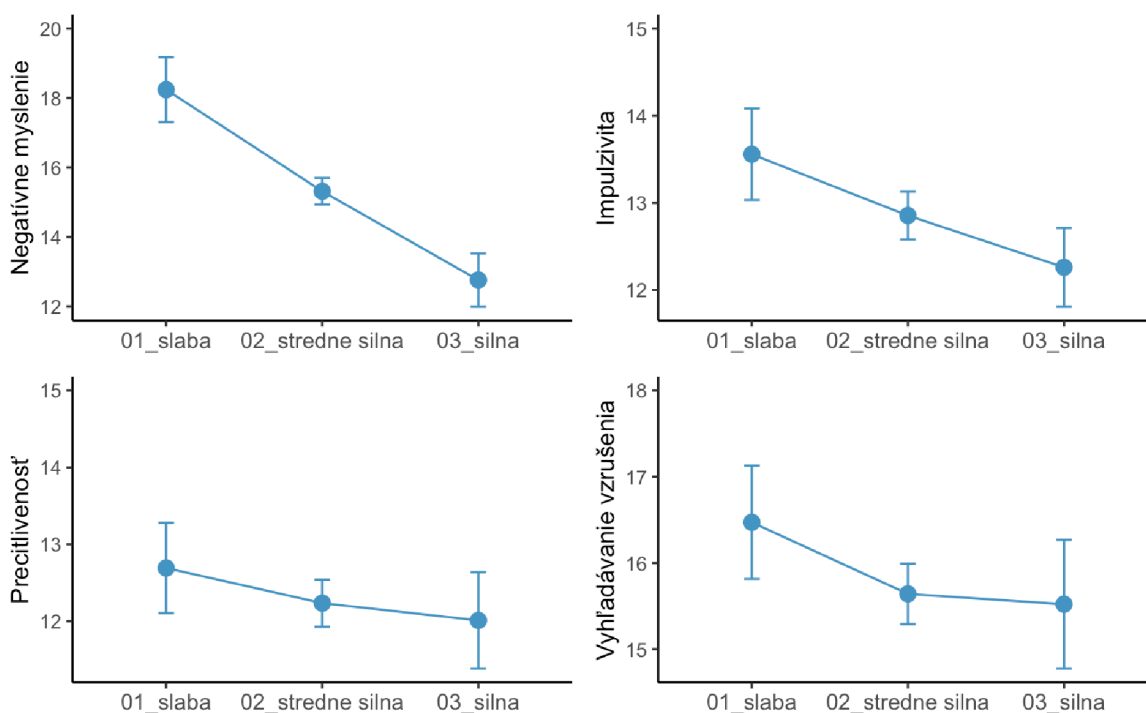 Negatívne myslenie
20
18
16
14
12
01_slaba 02_stredne silna 03_silna
Impulzivita
15
14
13
12
01_slaba 02_stredne silna 03_silna
Precitlivenosť
15
14
13
12
01_slaba 02_stredne silna 03_silna
Vyhľadávanie vzrušenia
18
17
16
15
01_slaba 02_stredne silna 03_silna